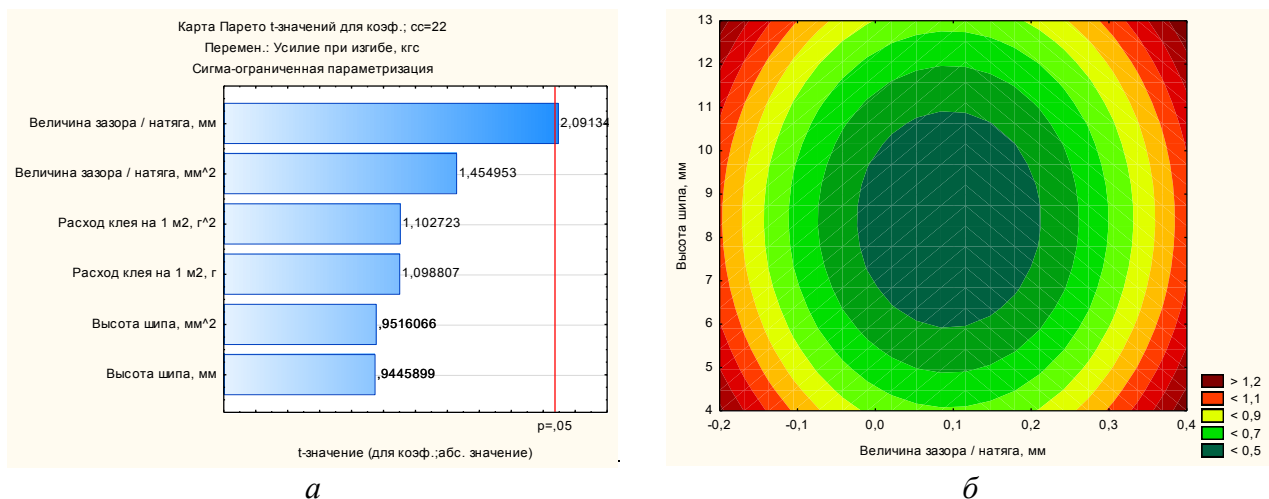 Карта Парето t-значений для коэф.; сс=22
Перемен.: Усилие при изгибе, кгс
Сигма-ограниченная параметризация
Величина зазора / натяга, мм
2,09134
Величина зазора / натяга, мм^2
1,454953
Расход клея на 1 м2, г^2
1,102723
Расход клея на 1 м2, г
1,098807
Высота шипа, мм^2
,9516066
Высота шипа, мм
,9445899
p=,05
t-значение (для коэф.;абс. значение)
а
13
12
11
10
9
8
7
6
5
4
Высота шипа, мм
-0,2 -0,1 0,0 0,1 0,2 0,3 0,4
Величина зазора / натяга, мм
> 1,2
< 1,1
< 0,9
< 0,7
< 0,5
б